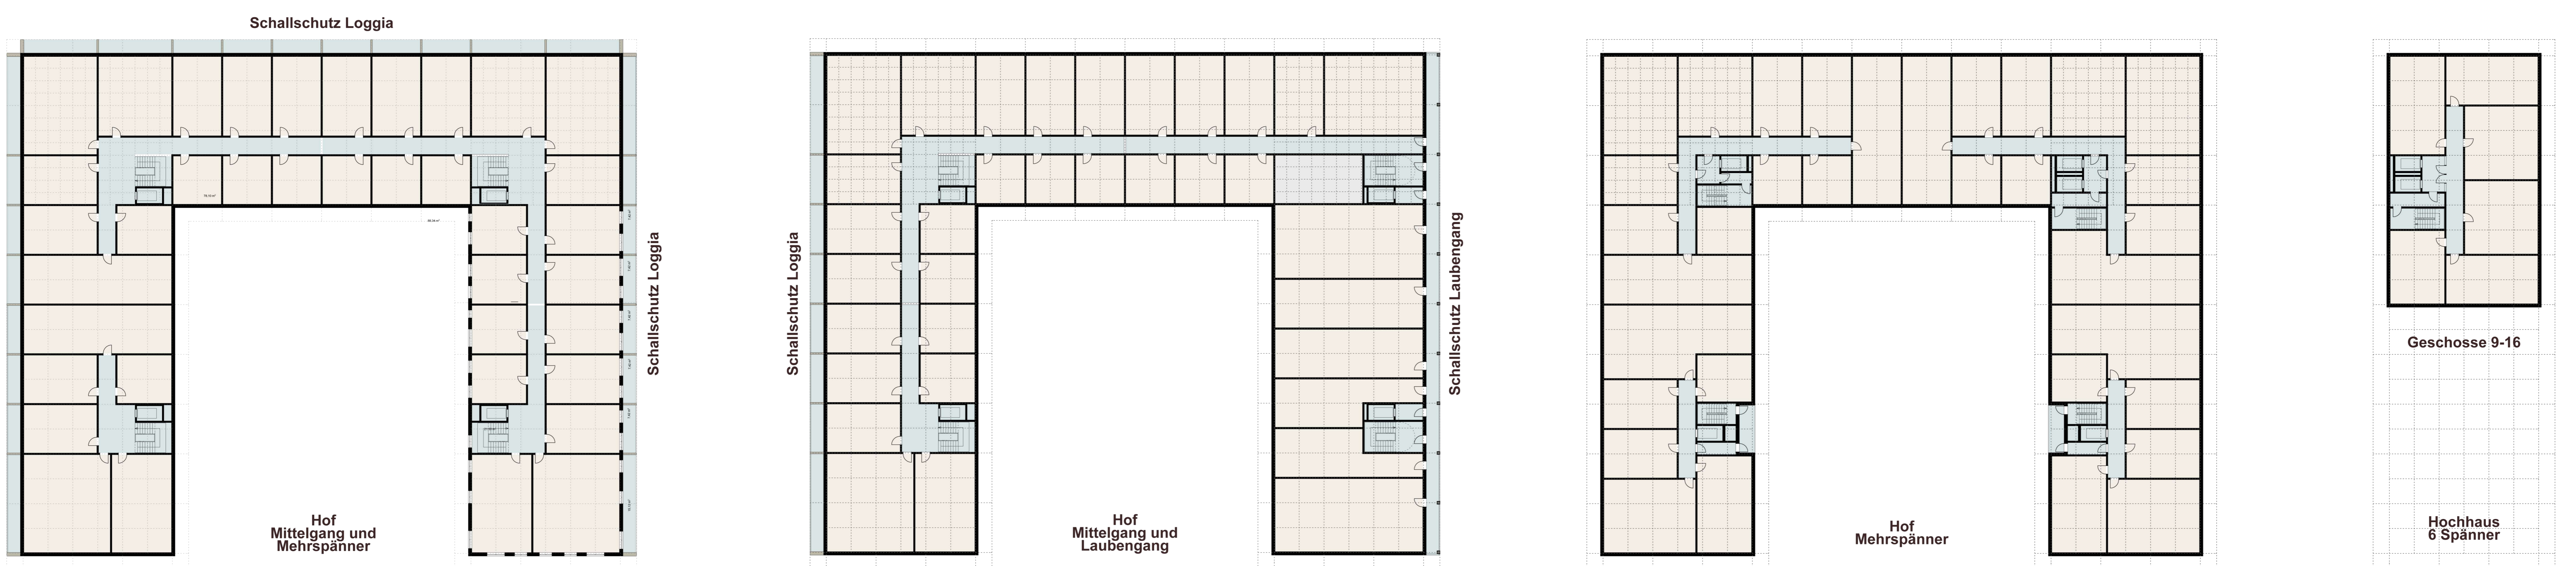 Schallschutz Loggia
Schallschutz Loggia
Hof
Mittelgang und
Mehrspänner
Schallschutz Loggia
Schallschutz Laubengang
Hof
Mittelgang und
Laubengang
Hof
Mehrspänner
Geschosse 9-16
Hochhaus
6 Spänner